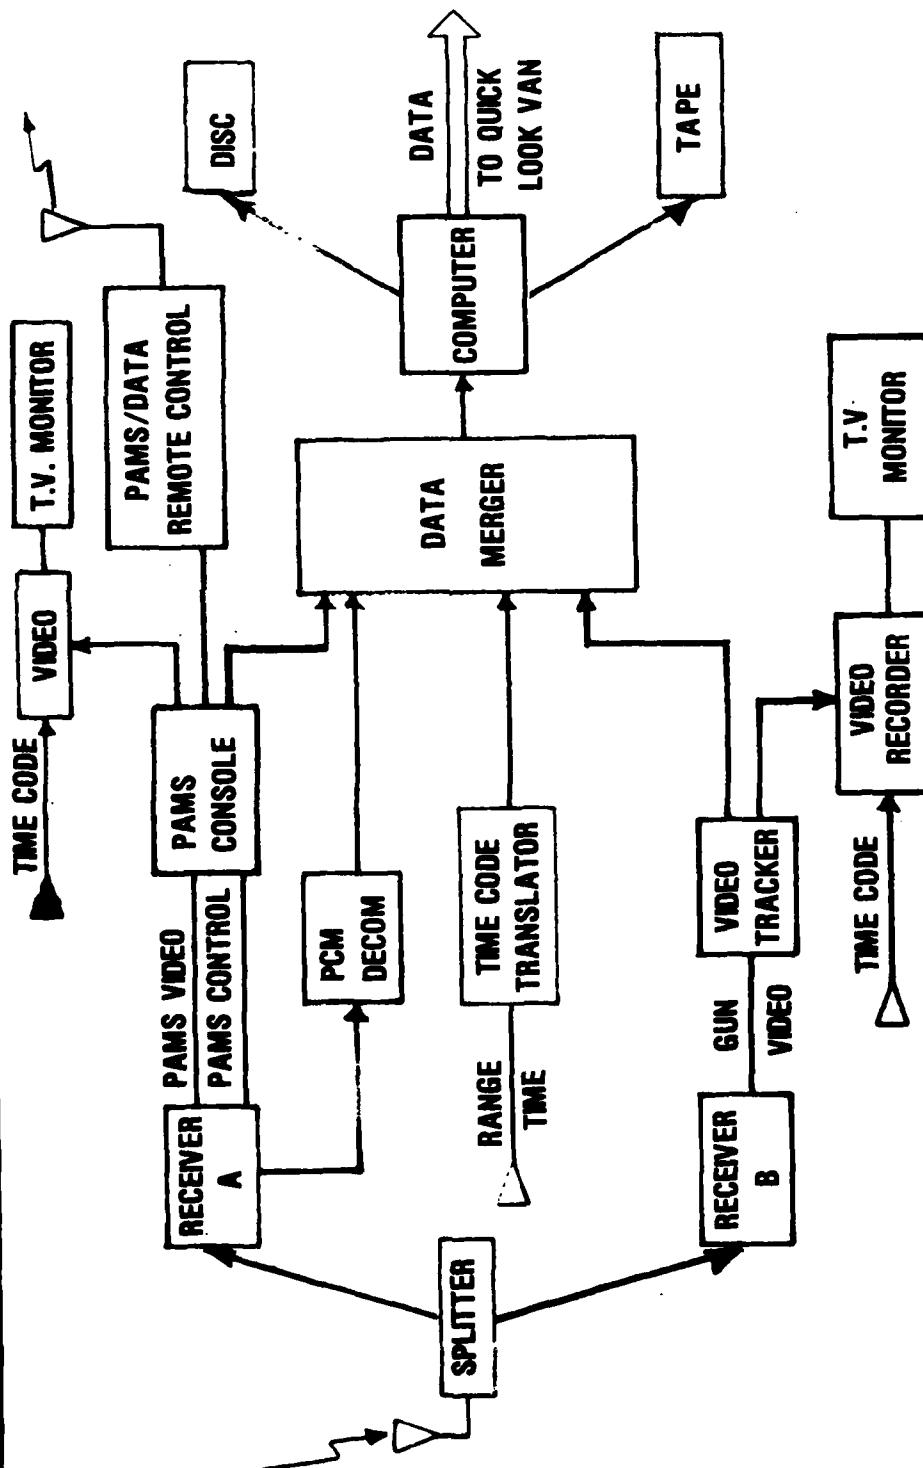 SPLITTER
RECEIVER
A
RECEIVER
B
PAMS VIDEO
PAMS CONTROL
RANGE
TIME
GUN
VIDEO
TIME CODE
PAMS
CONSOLE
PCM
DECOM
TIME CODE
TRANSLATOR
VIDEO
TRACKER
TIME CODE
VIDEO
VIDEO
RECORDER
T.V. MONITOR
PAMS/DATA
REMOTE CONTROL
DATA
MERGER
T.V
MONITOR
COMPUTER
DISC
DATA
TO QUICK
LOOK VAN
TAPE